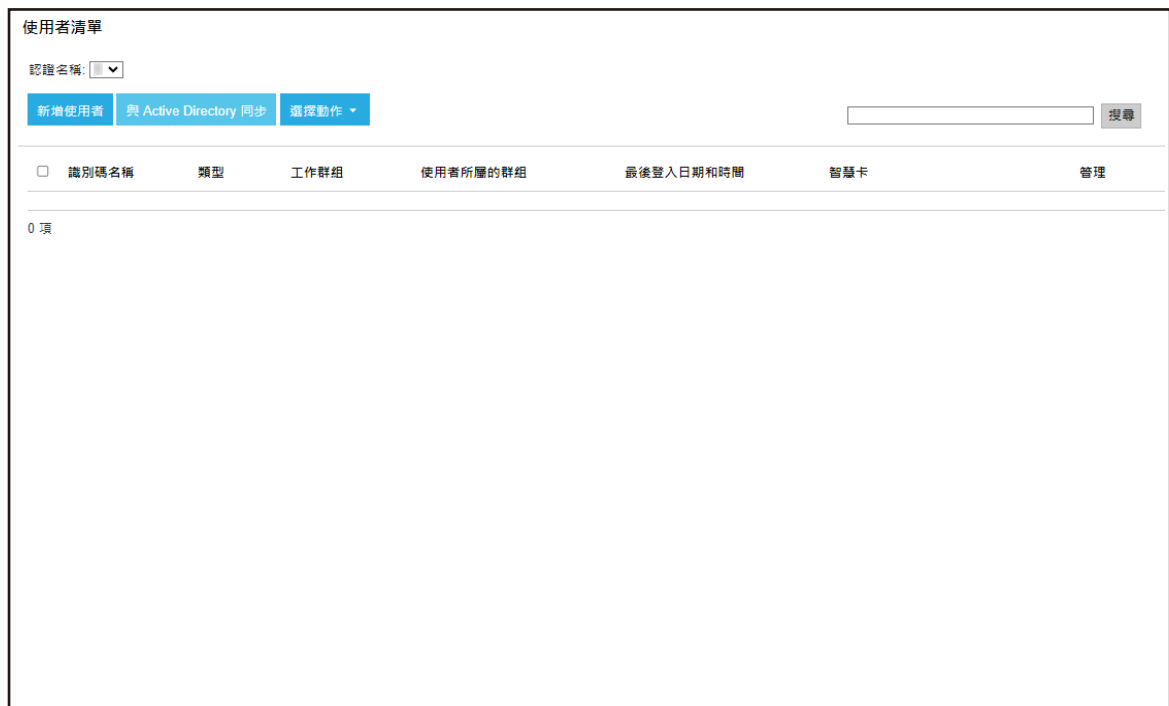 使用者清單
認證名稱:
新增使用者 與 Active Directory 同步 選擇動作 搜尋
識別碼名稱 類型 工作群組 使用者所屬的群組 最後登入日期和時間 智慧卡 管理
0 項